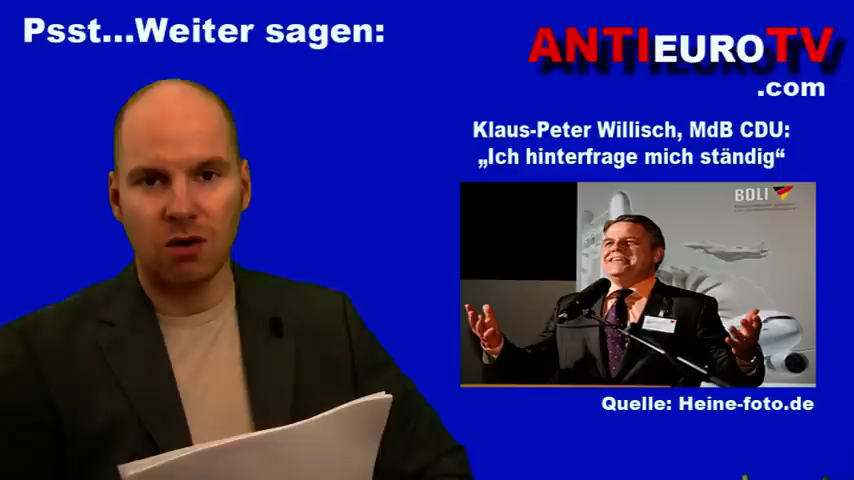 Psst...Weiter sagen:
ANTIEUROTV
.com
Klaus-Peter Willisch, MdB CDU:
„Ich hinterfrage mich ständig“
BDLI
Quelle: Heine-foto.de